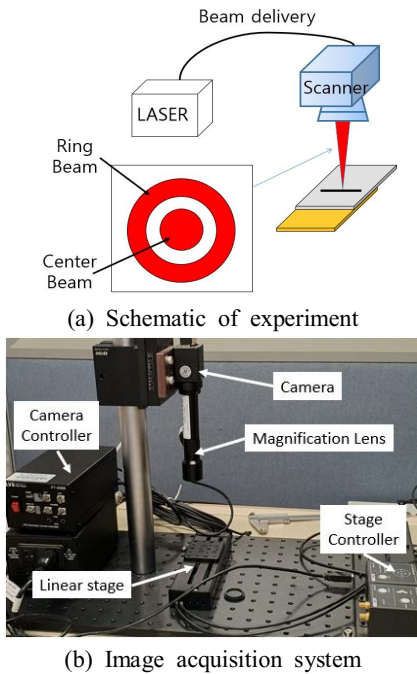 Beam delivery
LASER
Scanner
Ring
Beam
Center
Beam
(a) Schematic of experiment
Camera
Camera
Controller
Magnification Lens
Stage
Controller
Linear stage
(b) Image acquisition system